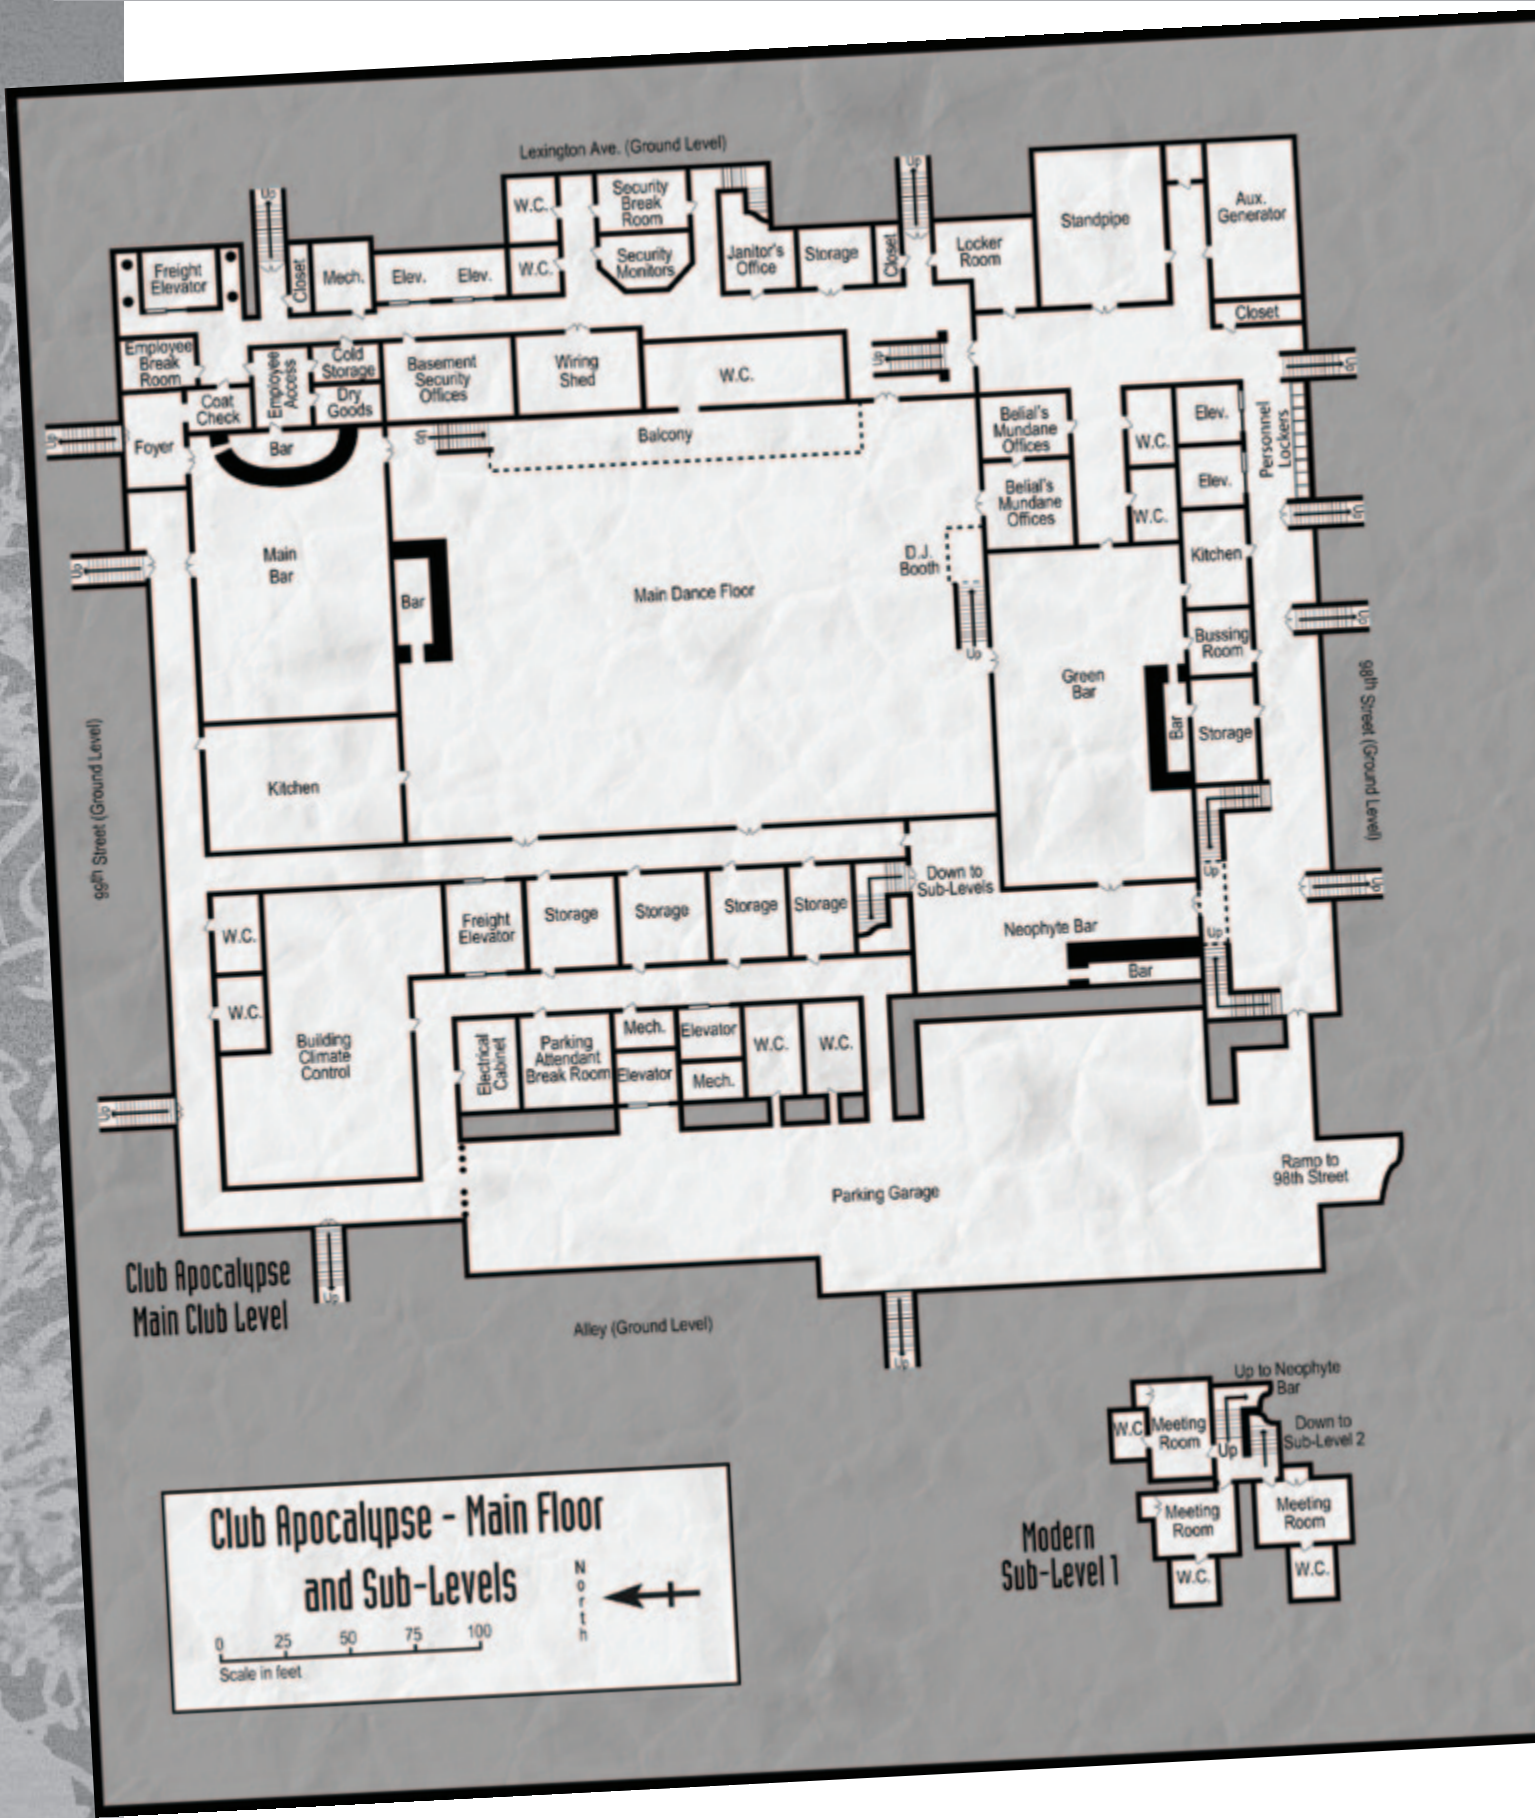 Lexington Ave. (Ground Level)
Up
Up
W.C.
Security
Break
Room
Standpipe
Aux.
Generator
Freight
Elevator
Closet
Mech.
Elev.
Elev.
W.C.
Security
Monitors
Janitor's
Office
Storage
Closet
Locker
Room
Closet
Employee
Break
Room
Employee
Access
Cold
Storage
Basement
Security
Offices
Wiring
Shed
W.C.
Up
Up
Coat
Check
Dry
Goods
Belial's
Mundane
Offices
W.C.
Elev.
Personnel
Lockers
Up
Foyer
Bar
Up
Balcony
Belial's
Mundane
Offices
W.C.
Elev.
Up
Up
Main
Bar
Bar
Main Dance Floor
D.J.
Booth
Up
Kitchen
Bussing
Room
Up
Green
Bar
Bar
Storage
99th Street (Ground Level)
98th Street (Ground Level)
Kitchen
Down to
Sub-Levels
Up
Up
W.C.
Freight
Elevator
Storage
Storage
Storage
Storage
Neophyte Bar
Up
Bar
W.C.
Building
Climate
Control
Electrical
Cabinet
Parking
Attendant
Break Room
Mech.
Elevator
Elevator
Mech.
W.C.
W.C.
Up
Parking Garage
Ramp to
98th Street
Club Apocalypse
Main Club Level
Up
Alley (Ground Level)
Up
Up to Neophyte
Bar
W.C.
Meeting
Room
Up
Down to
Sub-Level 2
Meeting
Room
Meeting
Room
W.C.
W.C.
Modern
Sub-Level 1
Club Apocalypse - Main Floor
and Sub-Levels
North
0 25 50 75 100
Scale in feet